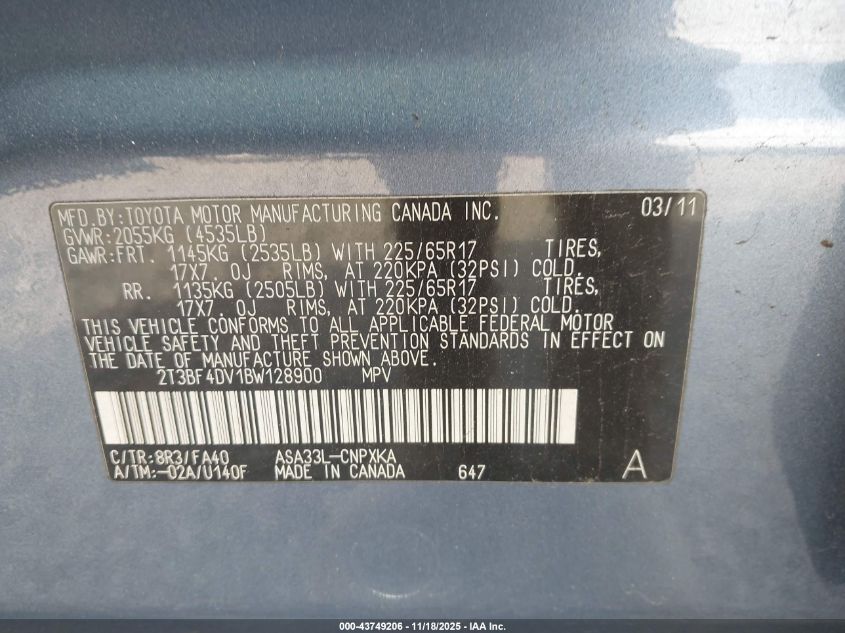 MFD.BY:TOYOTA MOTOR MANUFACTURING CANADA INC. 03/11
GVWR:2055KG (4535LB)
GAWR:FRT. 1145KG (2535LB) WITH 225/65R17 TIRES,
17X7.0J RIMS, AT 220KPA (32PSI) COLD.
RR. 1135KG (2505LB) WITH 225/65R17 TIRES,
17X7.0J RIMS, AT 220KPA (32PSI) COLD.
THIS VEHICLE CONFORMS TO ALL APPLICABLE FEDERAL MOTOR
VEHICLE SAFETY AND THEFT PREVENTION STANDARDS IN EFFECT ON
THE DATE OF MANUFACTURE SHOWN ABOVE.
2T3BF4DV1BW128900 MPV
C/TR:8R3/FA40 ASA33L-CNPXKA
A/TM:-02A/U140F MADE IN CANADA 647 A
000-43749206 - 11/18/2025 - IAA Inc.